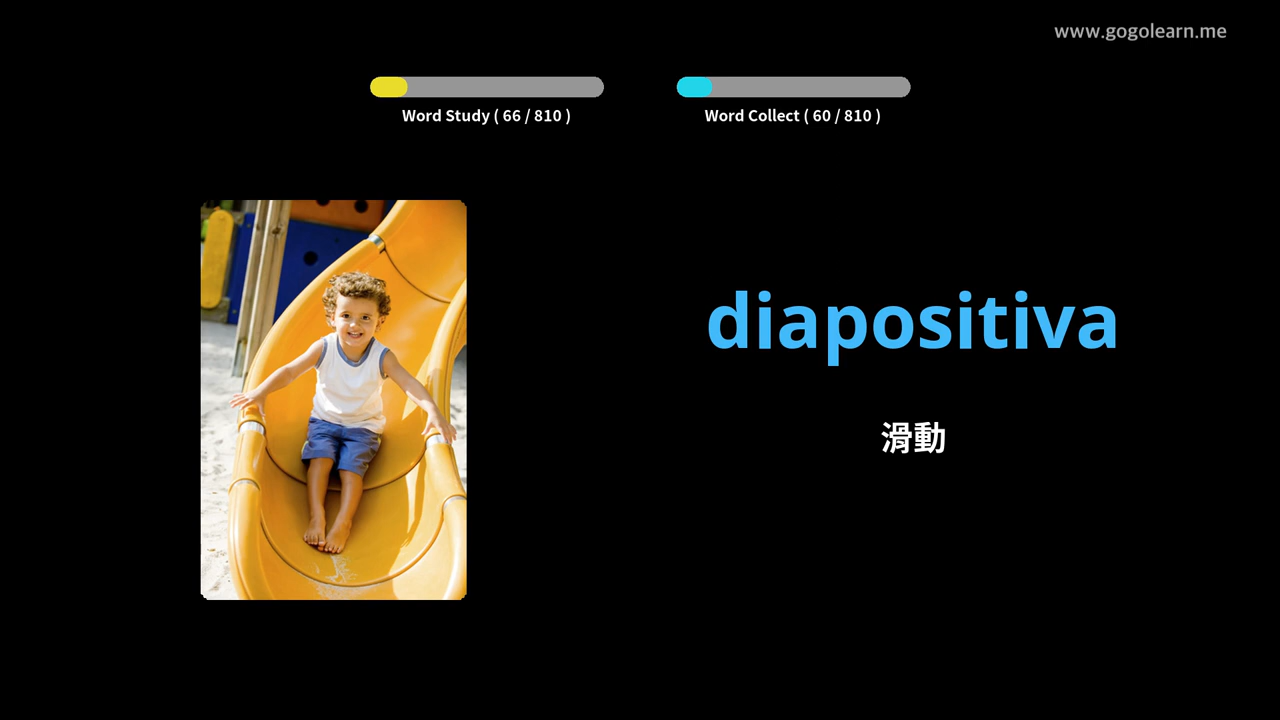 www.gogolearn.me
Word Study ( 66 / 810 )
Word Collect ( 60 / 810 )
diapositiva
滑動